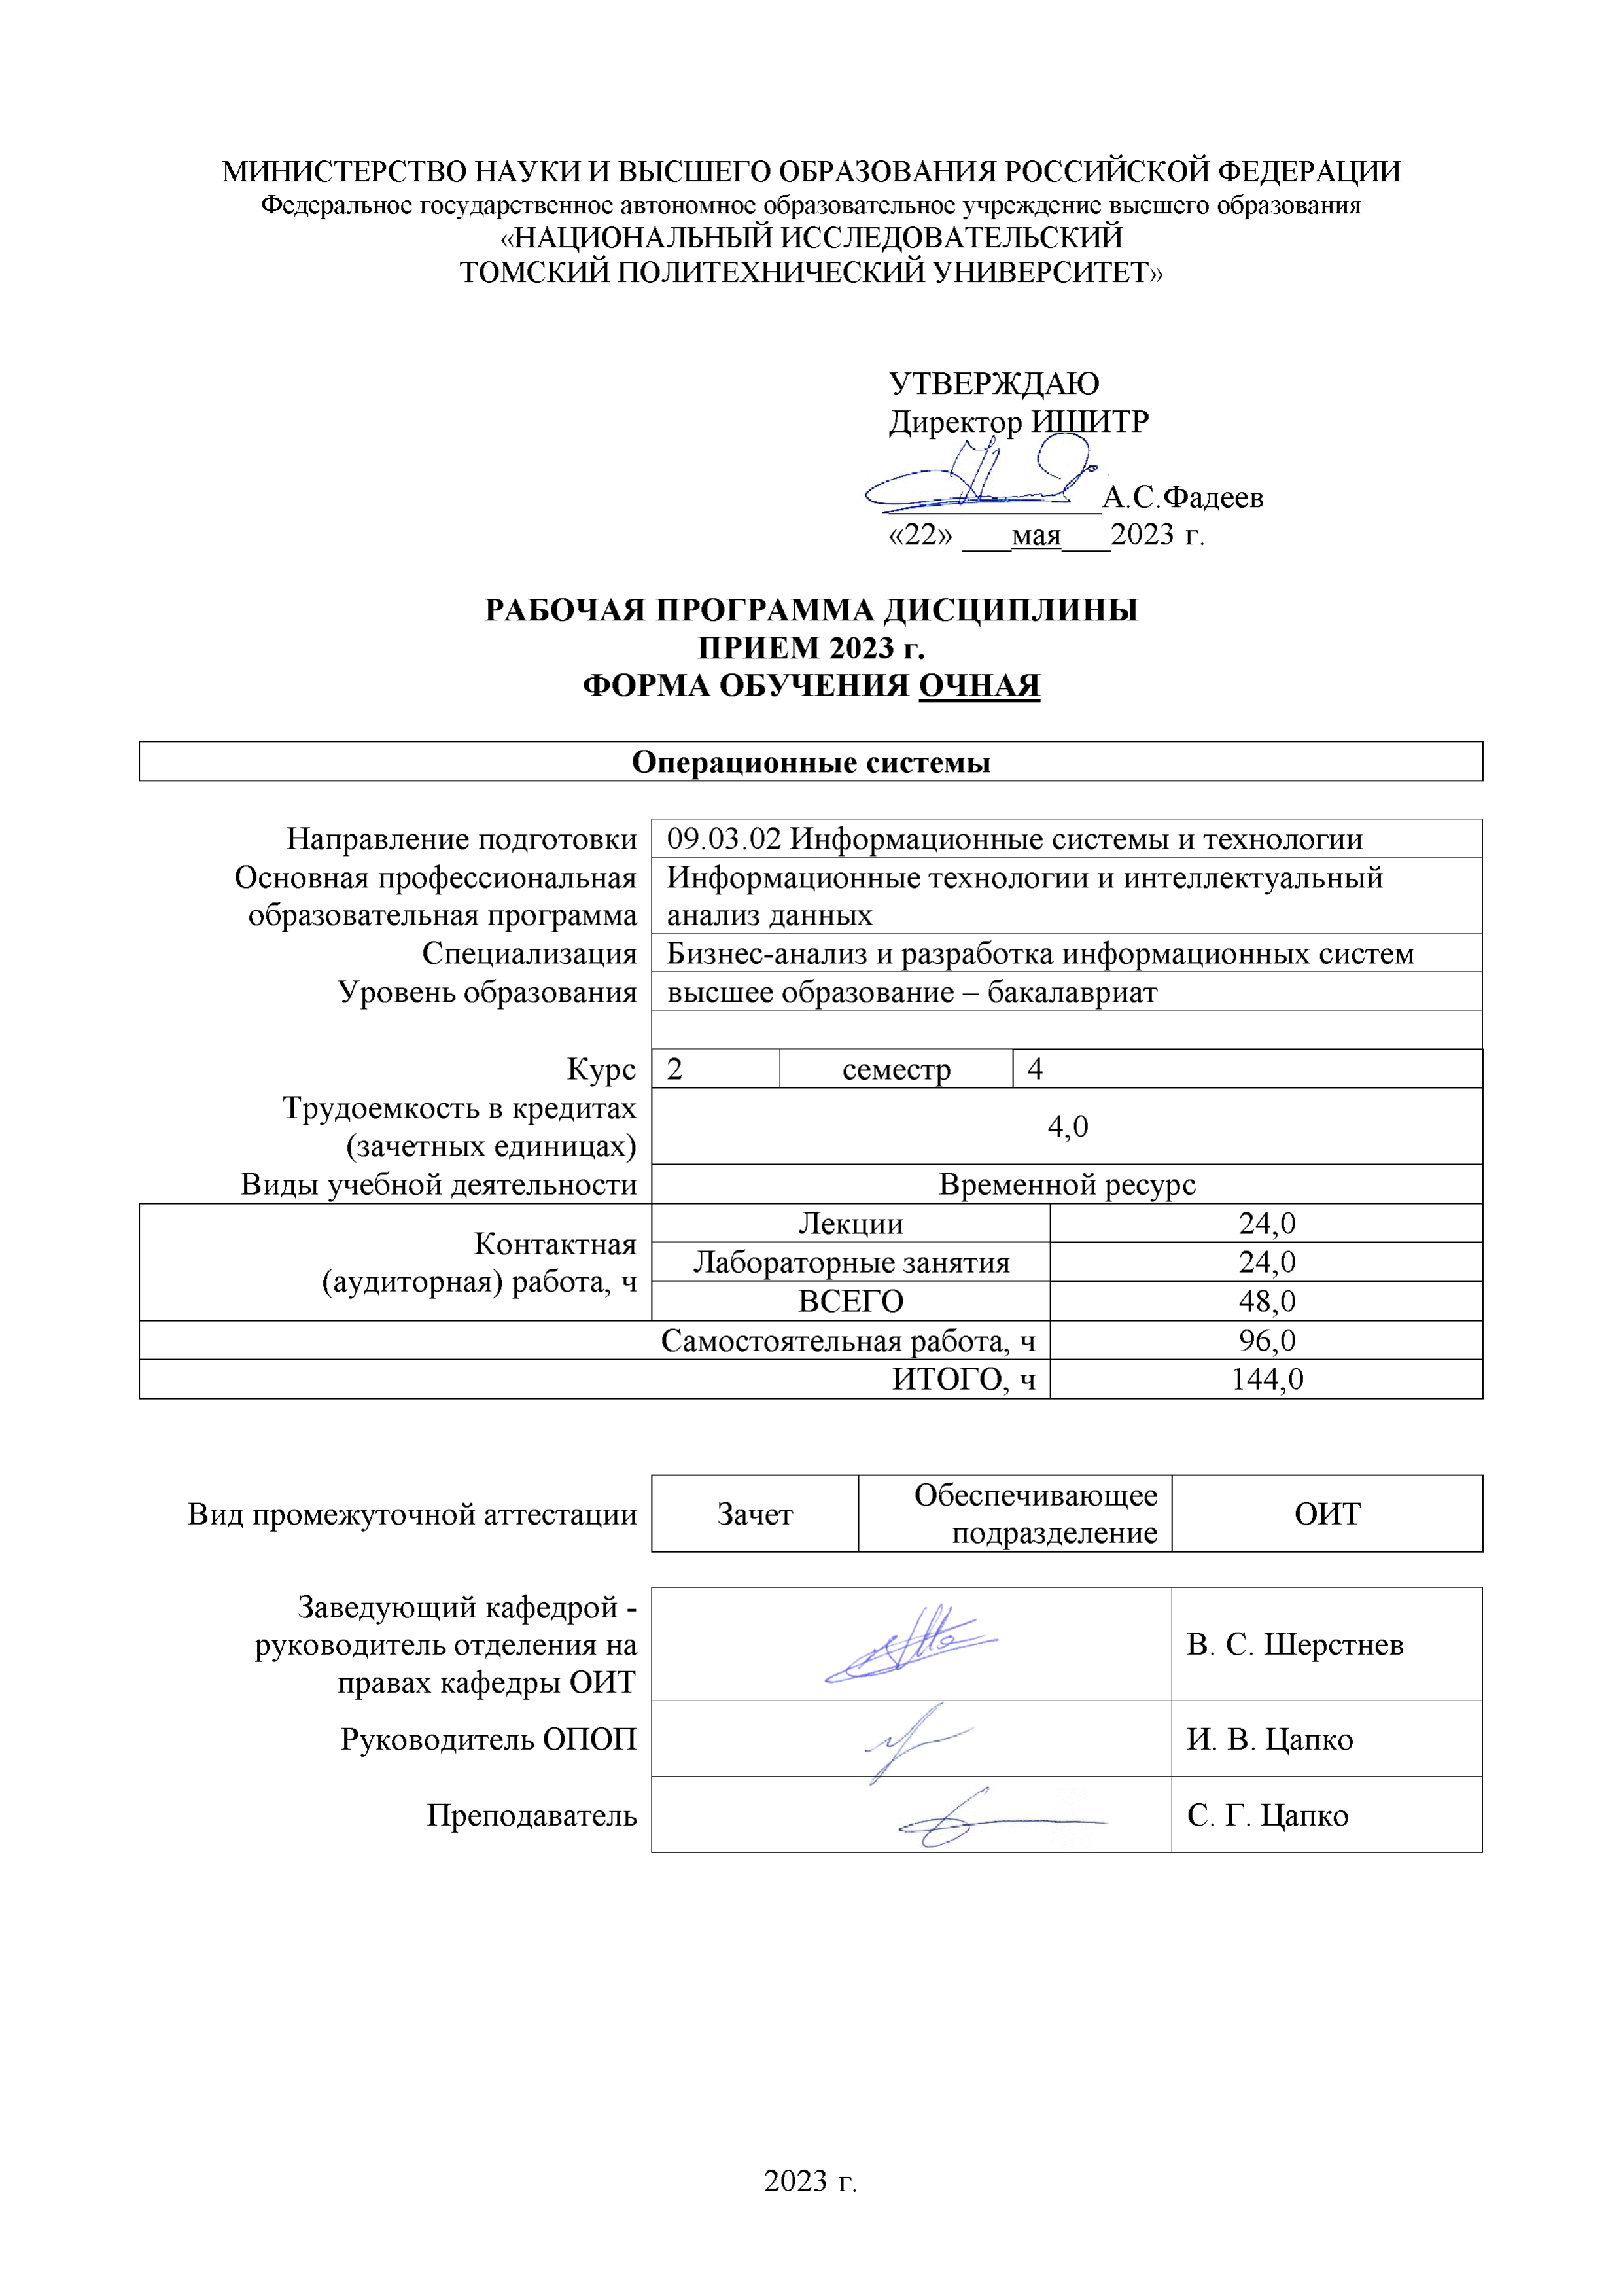 МИНИСТЕРСТВО НАУКИ И ВЫСШЕГО ОБРАЗОВАНИЯ РОССИЙСКОЙ ФЕДЕРАЦИИ
Федеральное государственное автономное образовательное учреждение высшего образования
«НАЦИОНАЛЬНЫЙ ИССЛЕДОВАТЕЛЬСКИЙ
ТОМСКИЙ ПОЛИТЕХНИЧЕСКИЙ УНИВЕРСИТЕТ»
УТВЕРЖДАЮ
Директор ИШИТР
_____________А.С.Фадеев
«22» ___мая___2023 г.
РАБОЧАЯ ПРОГРАММА ДИСЦИПЛИНЫ
ПРИЕМ 2023 г.
ФОРМА ОБУЧЕНИЯ ОЧНАЯ
Операционные системы
Направление подготовки 09.03.02 Информационные системы и технологии
Основная профессиональная Информационные технологии и интеллектуальный
образовательная программа анализ данных
Специализация Бизнес-анализ и разработка информационных систем
Уровень образования высшее образование – бакалавриат
Курс 2 семестр 4
Трудоемкость в кредитах
(зачетных единицах) 4,0
Виды учебной деятельности Временной ресурс
Контактная
(аудиторная) работа, ч
Лекции 24,0
Лабораторные занятия 24,0
ВСЕГО 48,0
Самостоятельная работа, ч 96,0
ИТОГО, ч 144,0
Вид промежуточной аттестации Зачет
Обеспечивающее
подразделение
ОИТ
Заведующий кафедрой -
руководитель отделения на
правах кафедры ОИТ
В. С. Шерстнев
Руководитель ОПОП И. В. Цапко
Преподаватель С. Г. Цапко
2023 г.